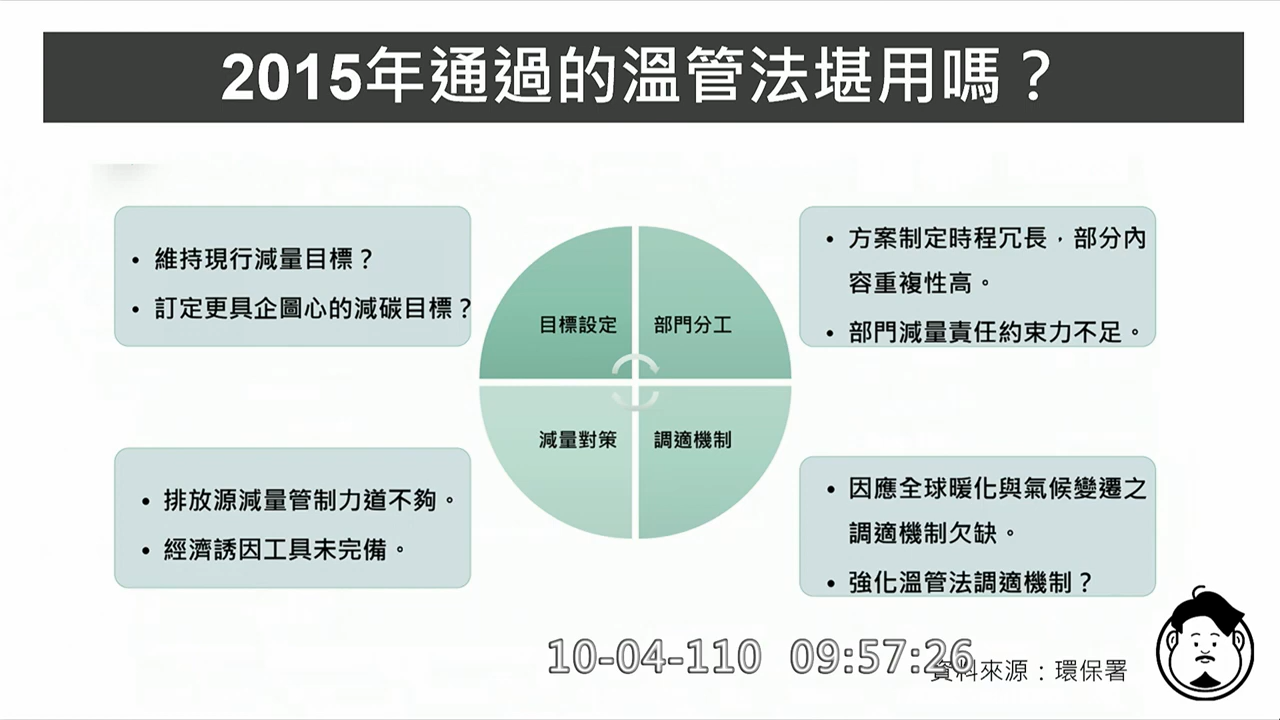 2015年通過的溫管法堪用嗎？
• 維持現行減量目標？
• 訂定更具企圖心的減碳目標？
• 方案制定時程冗長，部分內
容重複性高。
• 部門減量責任約束力不足。
目標設定
部門分工
減量對策
調適機制
• 排放源減量管制力道不夠。
• 經濟誘因工具未完備。
• 因應全球暖化與氣候變遷之
調適機制欠缺。
• 強化溫管法調適機制？
10-04-110 09:57:26
資料來源：環保署